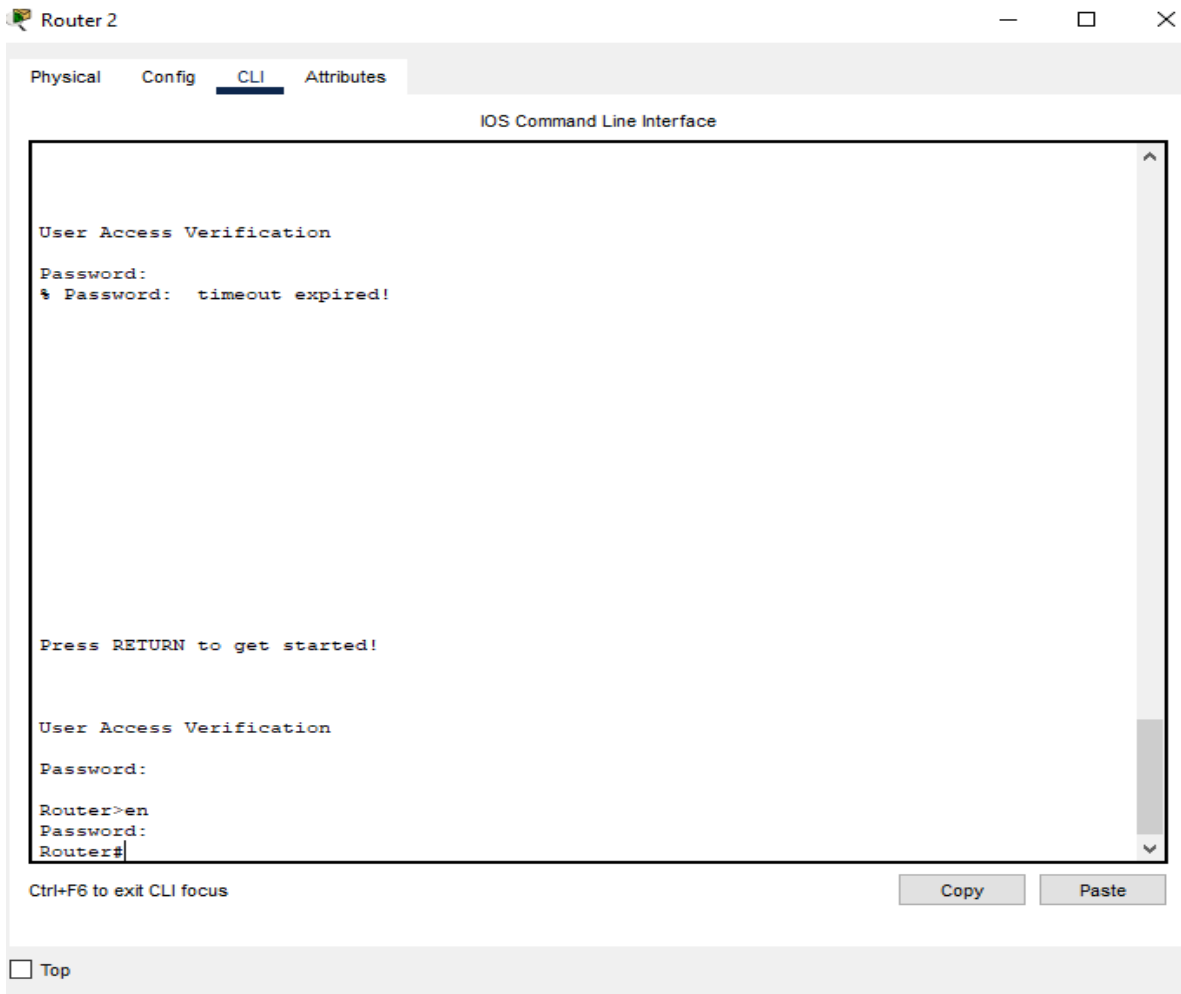 Router 2
Physical Config CLI Attributes
IOS Command Line Interface
User Access Verification
Password:
% Password:  timeout expired!
Press RETURN to get started!
User Access Verification
Password:
Router>en
Password:
Router#
Ctrl+F6 to exit CLI focus
Copy Paste
Top